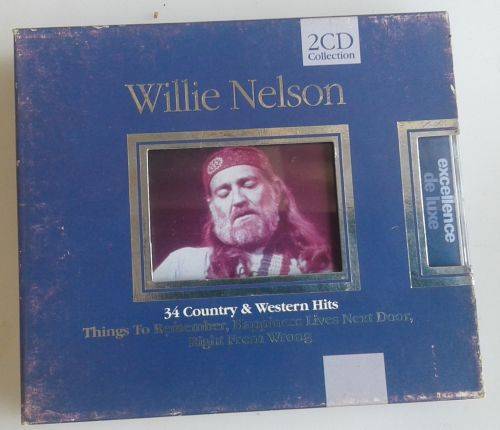 2CD
Collection
Willie Nelson
excellence
de luxe
34 Country & Western Hits
Things To Remember, Happiness Lives Next Door,
Right From Wrong